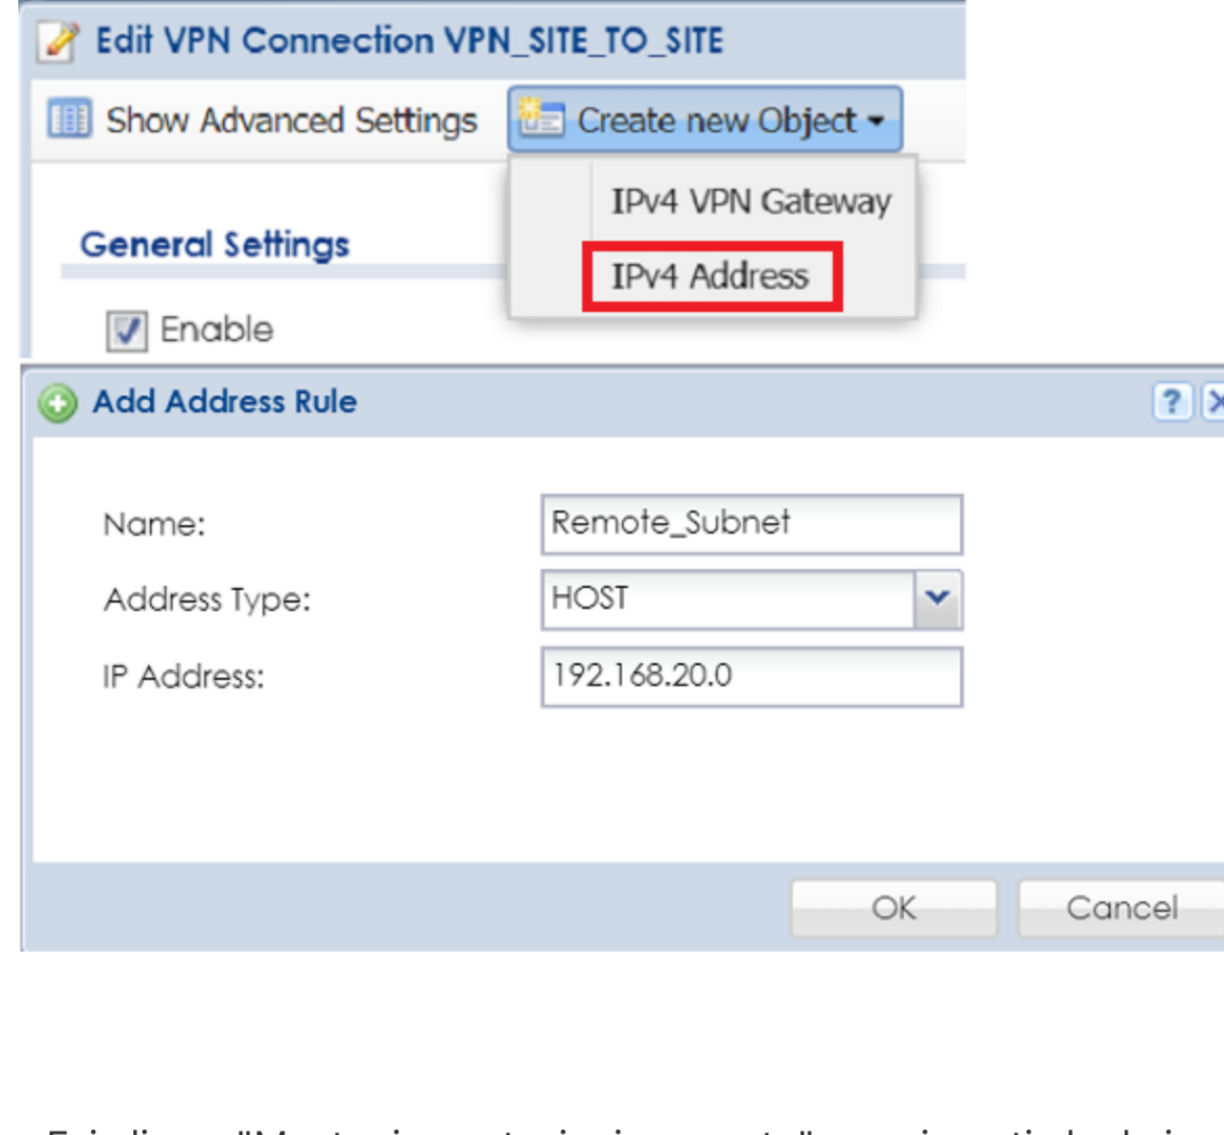 Edit VPN Connection VPN_SITE_TO_SITE
Show Advanced Settings
Create new Object
IPv4 VPN Gateway
IPv4 Address
General Settings
Enable
Add Address Rule
?
Name:
Remote_Subnet
Address Type:
HOST
IP Address:
192.168.20.0
OK
Cancel